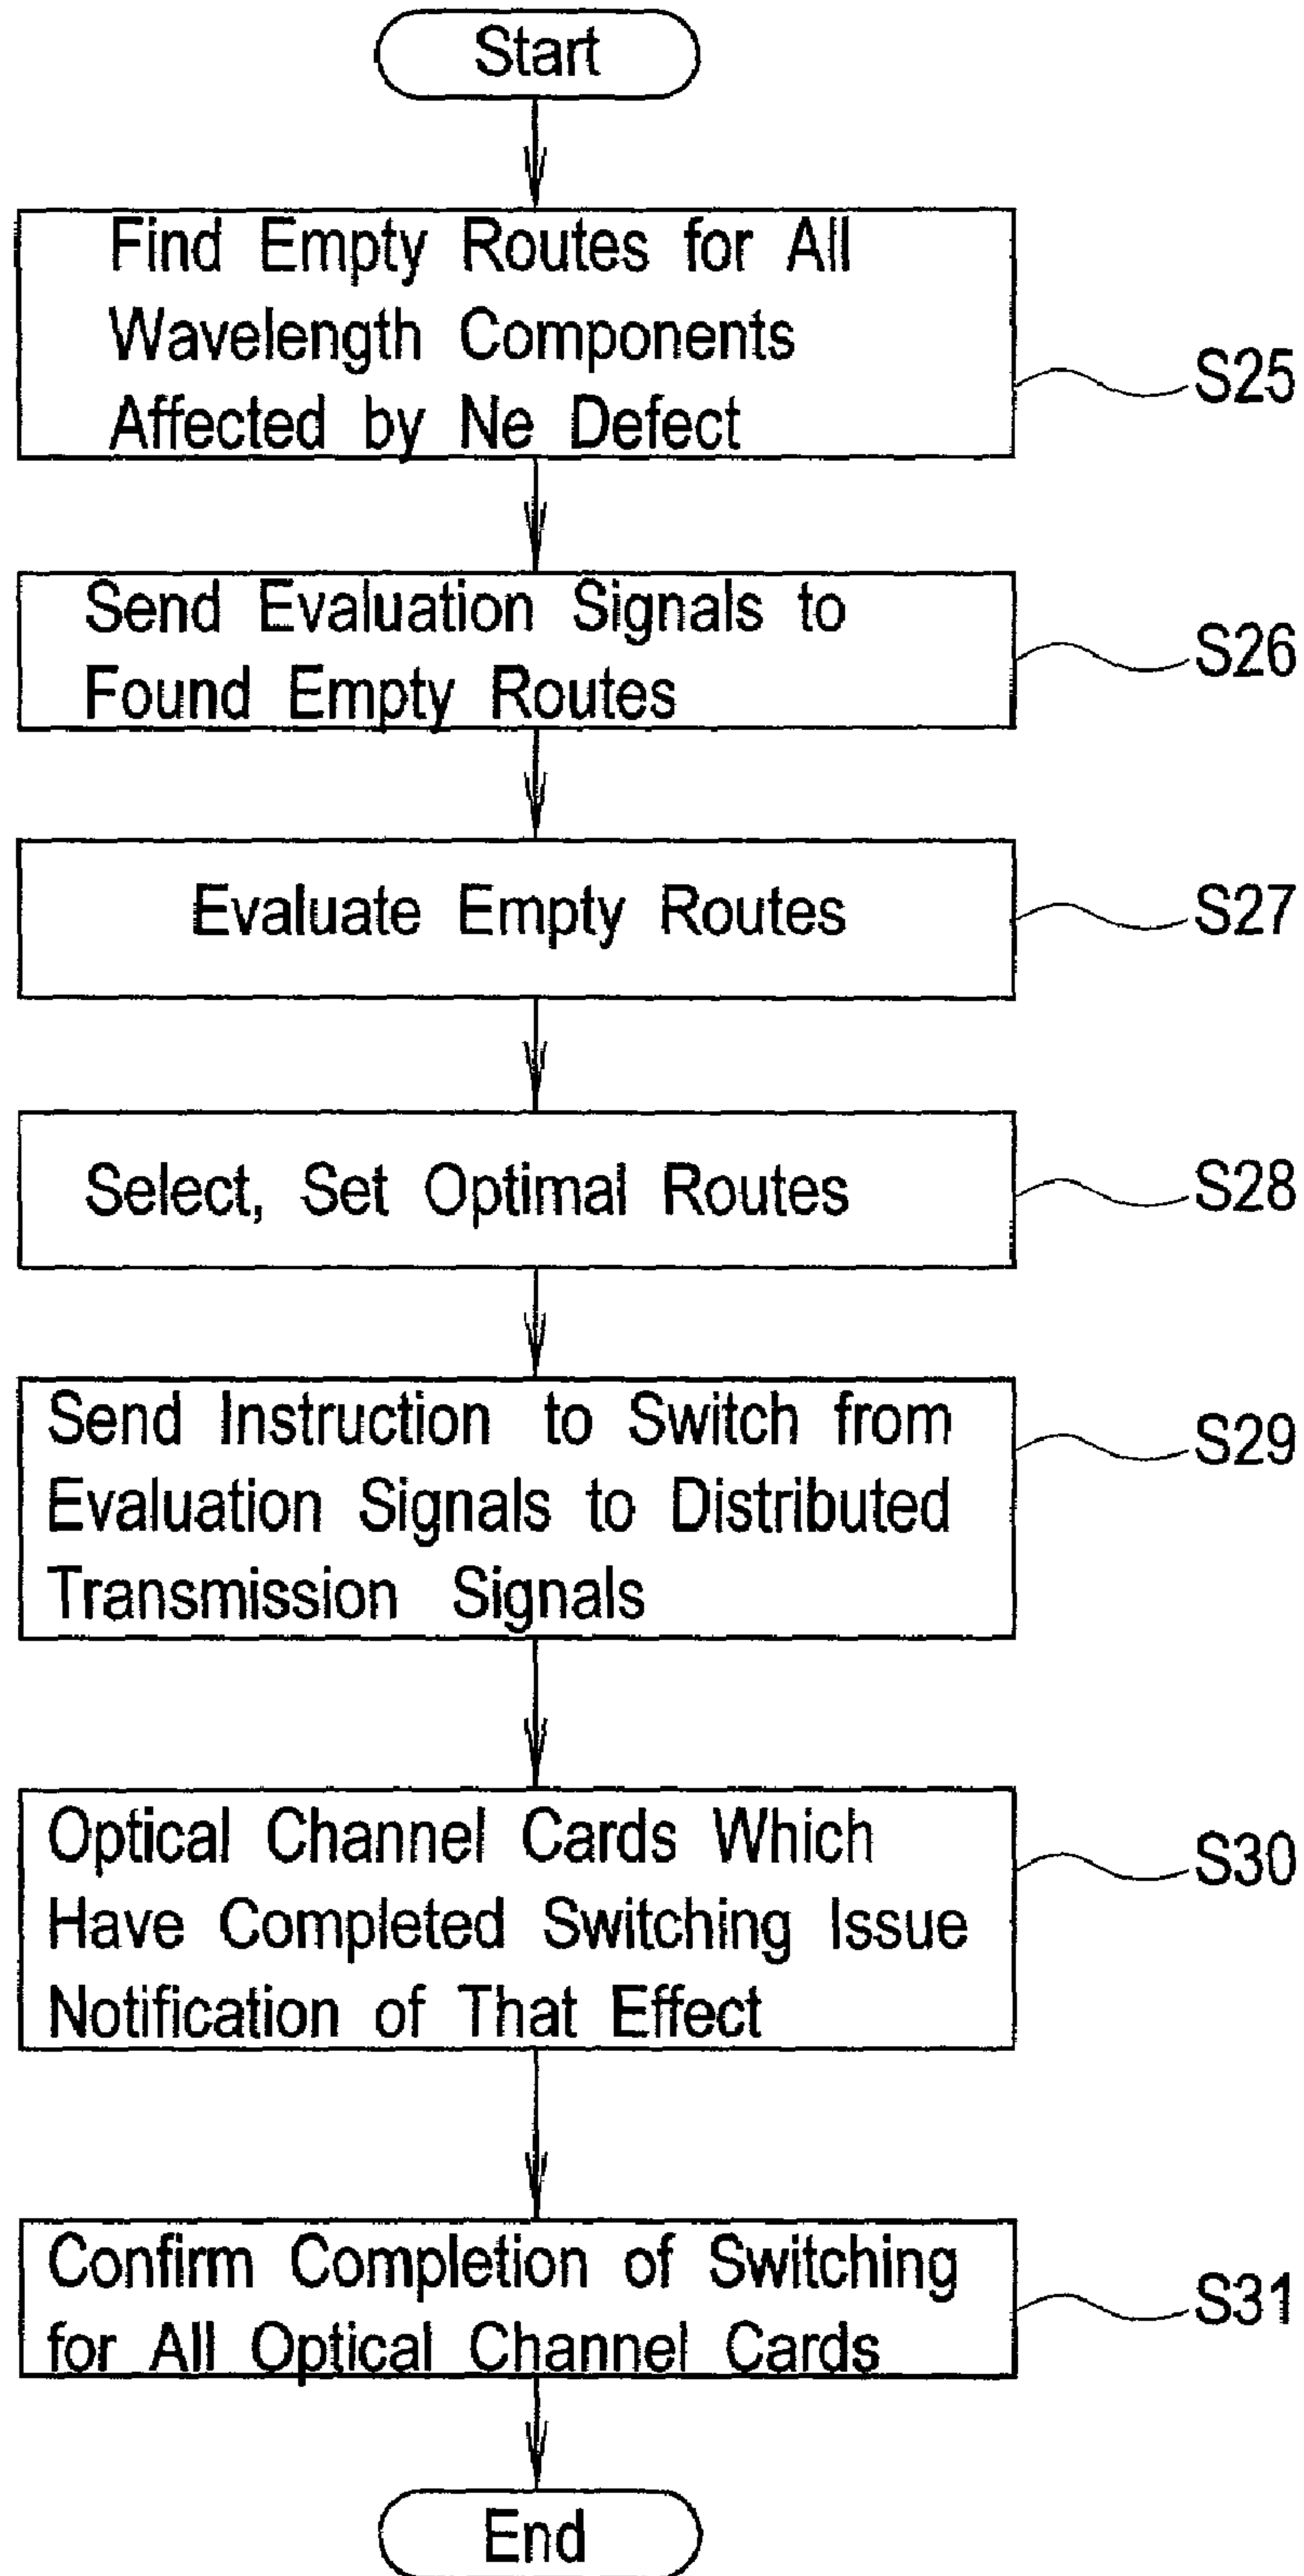 Start
Find Empty Routes for All
Wavelength Components
Affected by Ne Defect
S25
Send Evaluation Signals to
Found Empty Routes
S26
Evaluate Empty Routes
S27
Select, Set Optimal Routes
S28
Send Instruction to Switch from
Evaluation Signals to Distributed
Transmission Signals
S29
Optical Channel Cards Which
Have Completed Switching Issue
Notification of That Effect
S30
Confirm Completion of Switching
for All Optical Channel Cards
S31
End